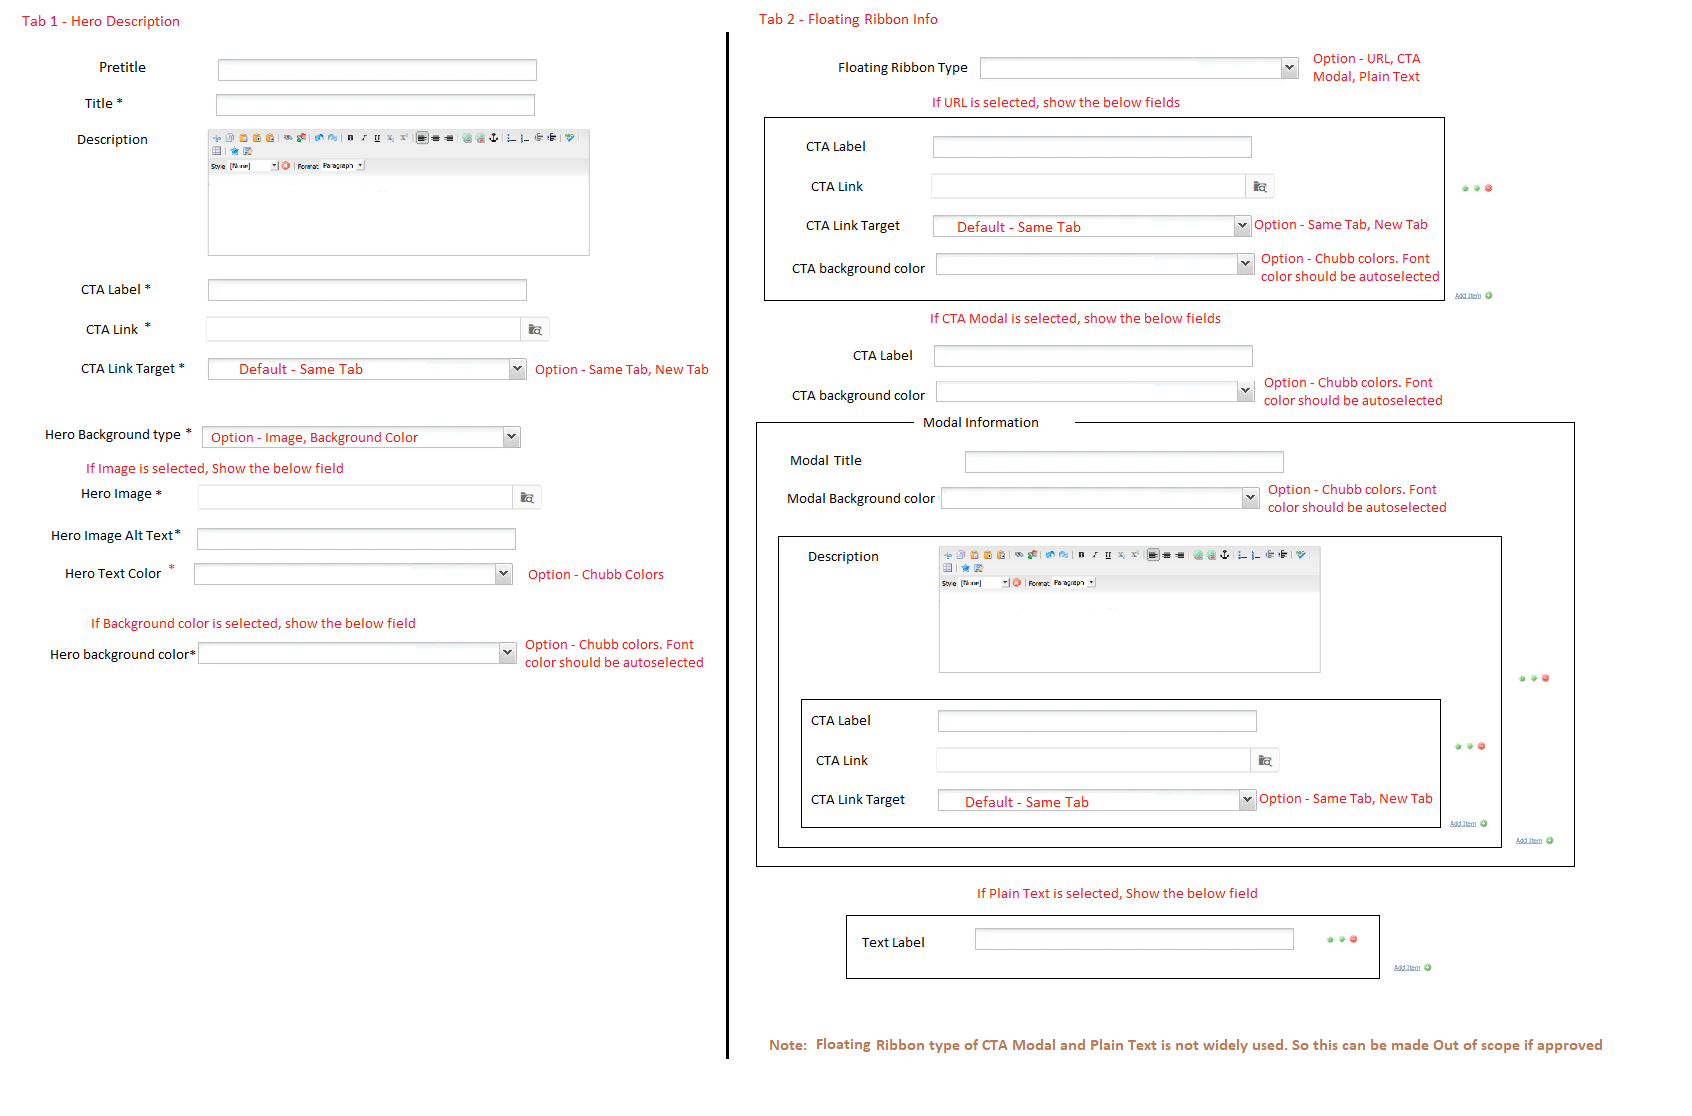 Tab 1 - Hero Description
Pretitle
Title *
Description
Style [None] Format Paragraph
CTA Label *
CTA Link *
CTA Link Target * Default - Same Tab Option - Same Tab, New Tab
Hero Background type * Option - Image, Background Color
If Image is selected, Show the below field
Hero Image *
Hero Image Alt Text*
Hero Text Color * Option - Chubb Colors
If Background color is selected, show the below field
Hero background color* Option - Chubb colors. Font
color should be autoselected
Tab 2 - Floating Ribbon Info
Floating Ribbon Type Option - URL, CTA
Modal, Plain Text
If URL is selected, show the below fields
CTA Label
CTA Link
CTA Link Target Default - Same Tab Option - Same Tab, New Tab
CTA background color Option - Chubb colors. Font
color should be autoselected
Add Item
If CTA Modal is selected, show the below fields
CTA Label
CTA background color Option - Chubb colors. Font
color should be autoselected
Modal Information
Modal Title
Modal Background color Option - Chubb colors. Font
color should be autoselected
Description
Style [None] Format Paragraph
CTA Label
CTA Link
CTA Link Target Default - Same Tab Option - Same Tab, New Tab
Add Item
Add Item
If Plain Text is selected, Show the below field
Text Label
Add Item
Note: Floating Ribbon type of CTA Modal and Plain Text is not widely used. So this can be made Out of scope if approved